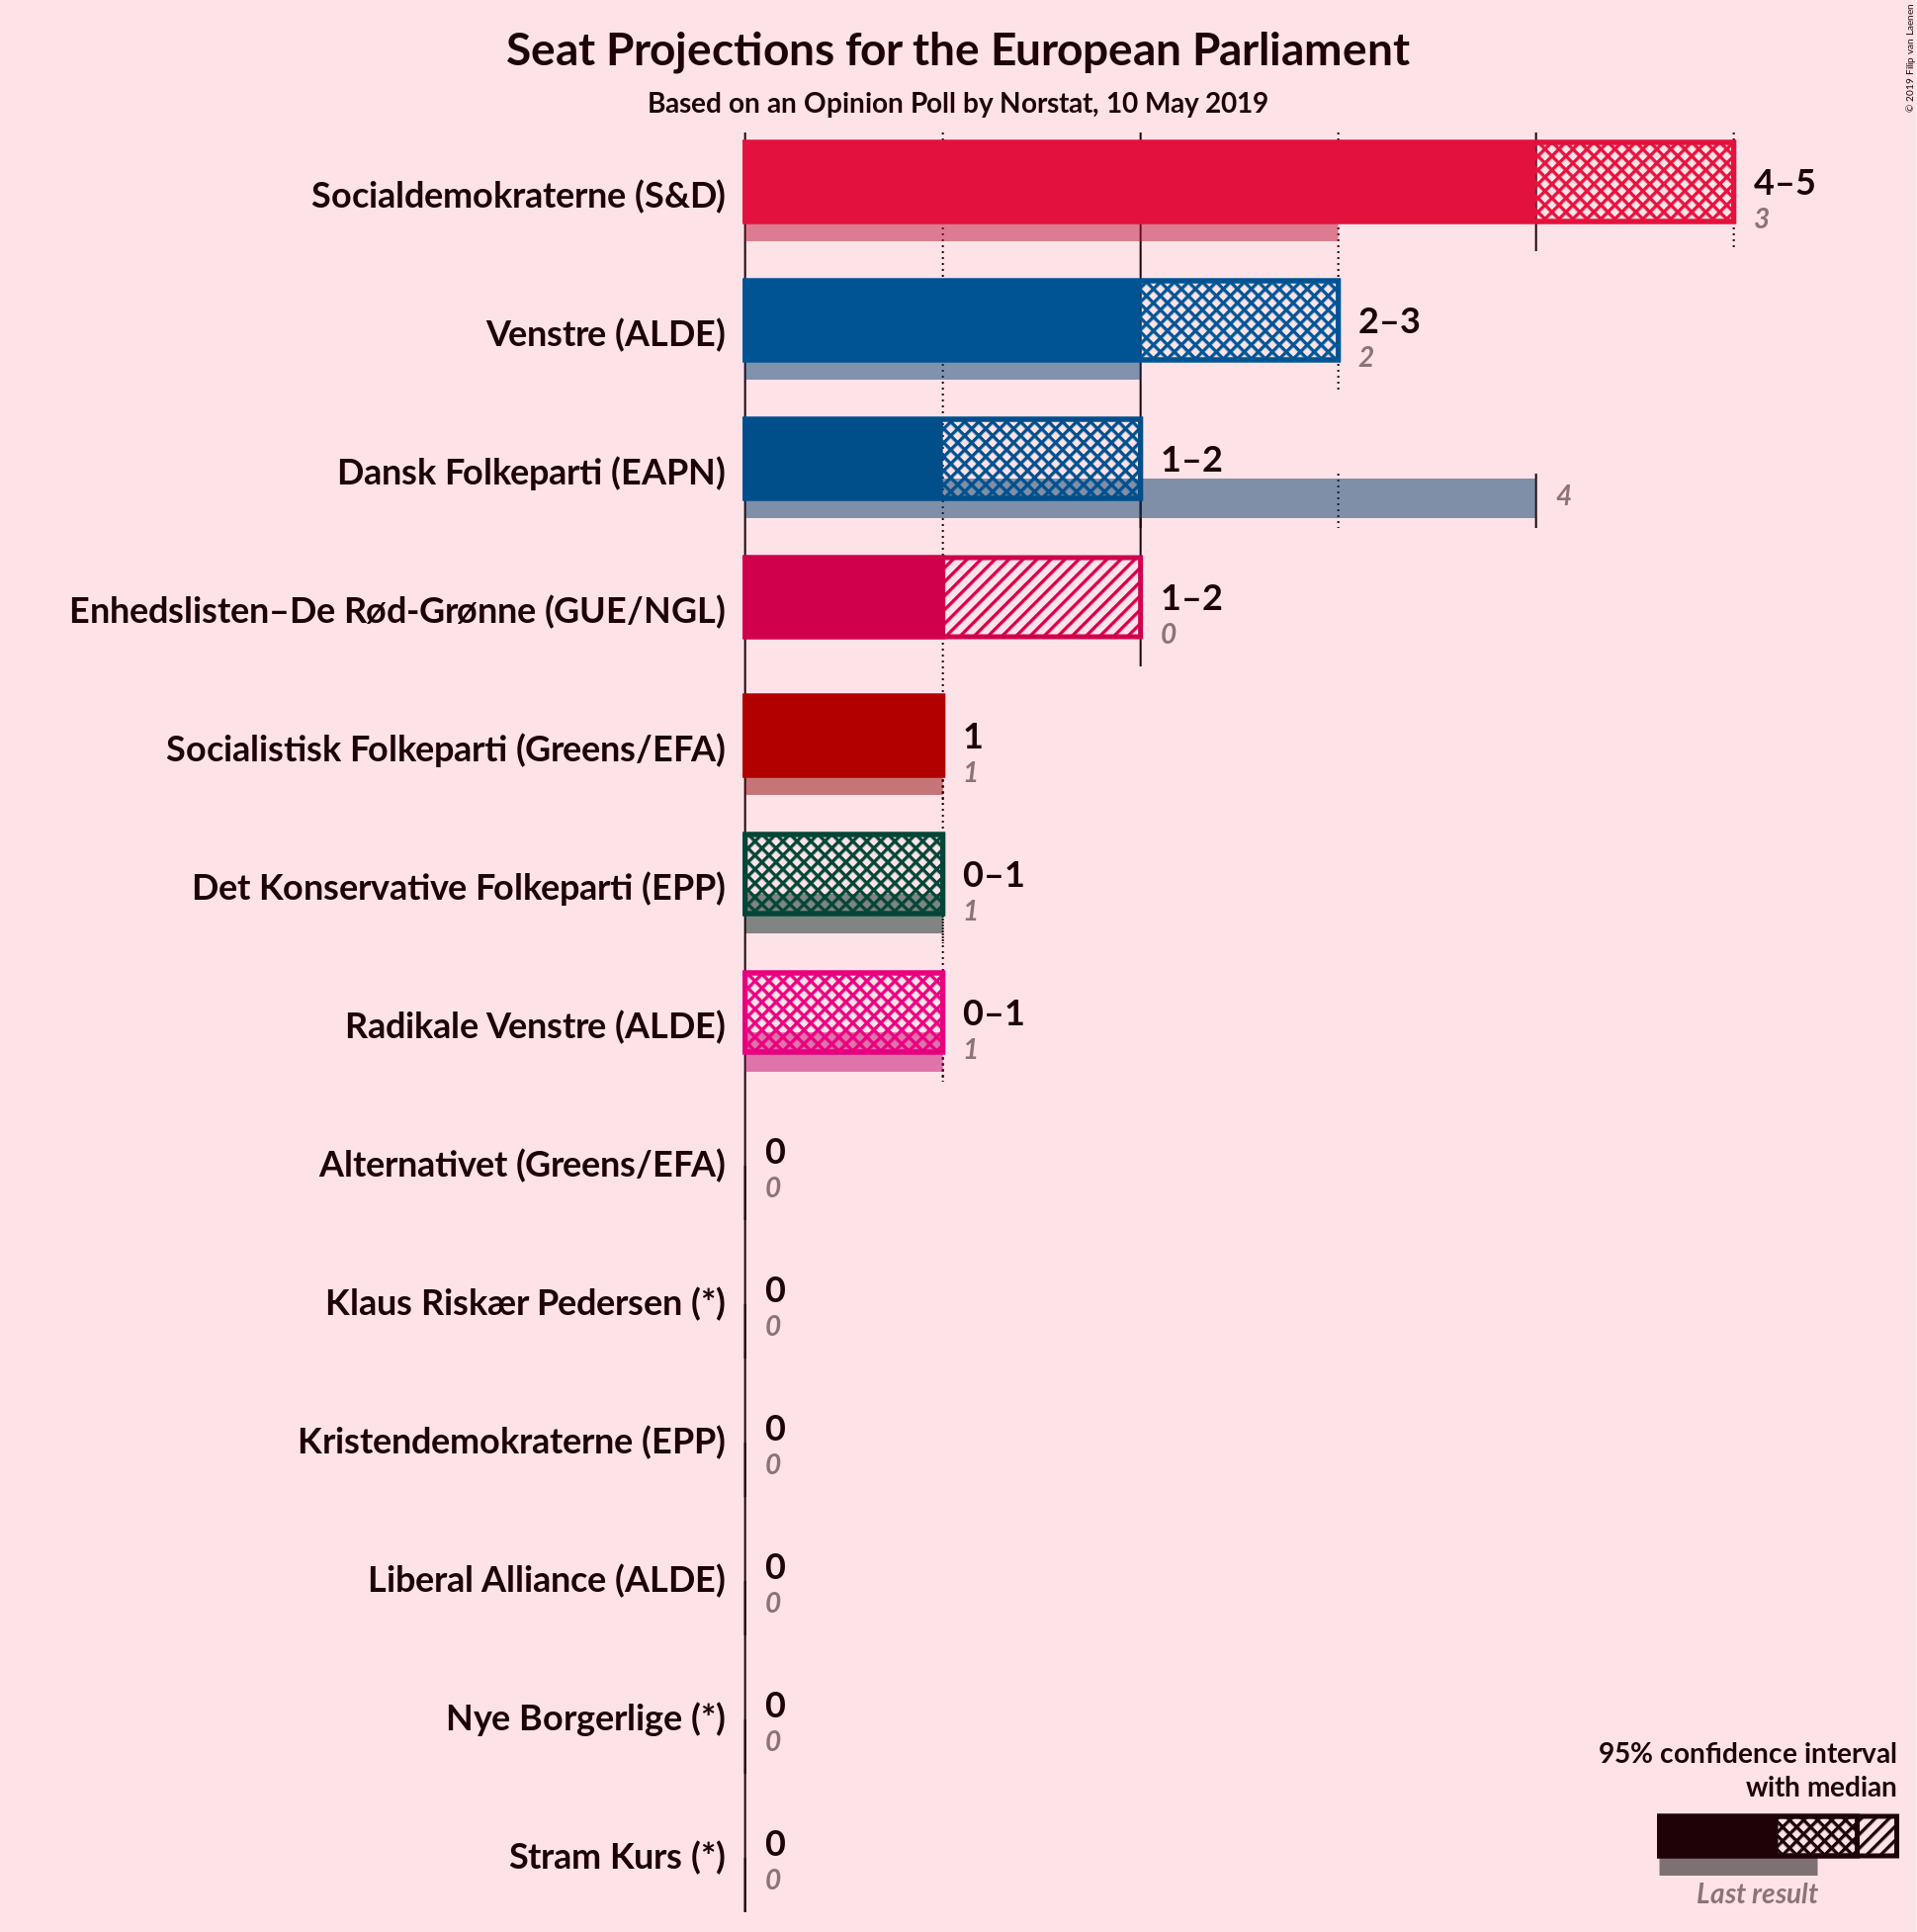 Seat Projections for the European Parliament
Based on an Opinion Poll by Norstat, 10 May 2019
© 2019 Filip van Laenen
Socialdemokraterne (S&D)
4–5
3
Venstre (ALDE)
2–3
2
Dansk Folkeparti (EAPN)
1–2
4
Enhedslisten–De Rød-Grønne (GUE/NGL)
1–2
0
Socialistisk Folkeparti (Greens/EFA)
1
1
Det Konservative Folkeparti (EPP)
0–1
1
Radikale Venstre (ALDE)
0–1
1
Alternativet (Greens/EFA)
0
0
Klaus Riskær Pedersen (*)
0
0
Kristendemokraterne (EPP)
0
0
Liberal Alliance (ALDE)
0
0
Nye Borgerlige (*)
0
0
Stram Kurs (*)
0
0
95% confidence interval
with median
Last result